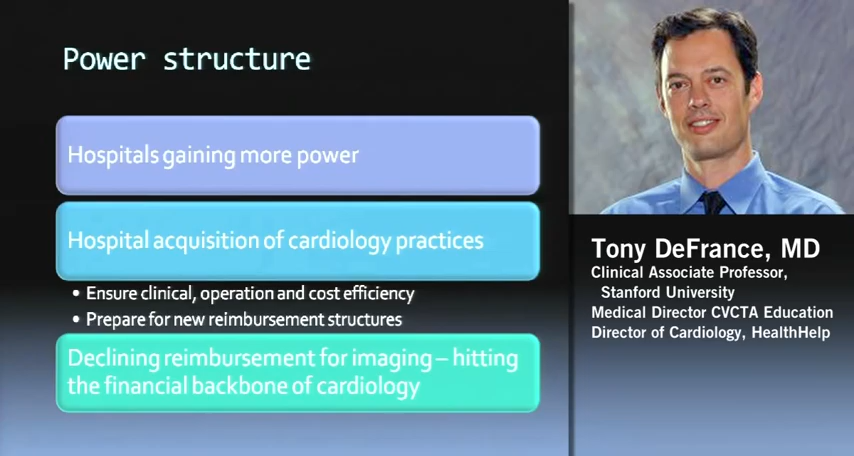 Power structure
Hospitals gaining more power
Hospital acquisition of cardiology practices
• Ensure clinical, operation and cost efficiency
• Prepare for new reimbursement structures
Declining reimbursement for imaging – hitting
the financial backbone of cardiology
Tony DeFrance, MD
Clinical Associate Professor,
Stanford University
Medical Director CVCTA Education
Director of Cardiology, HealthHelp